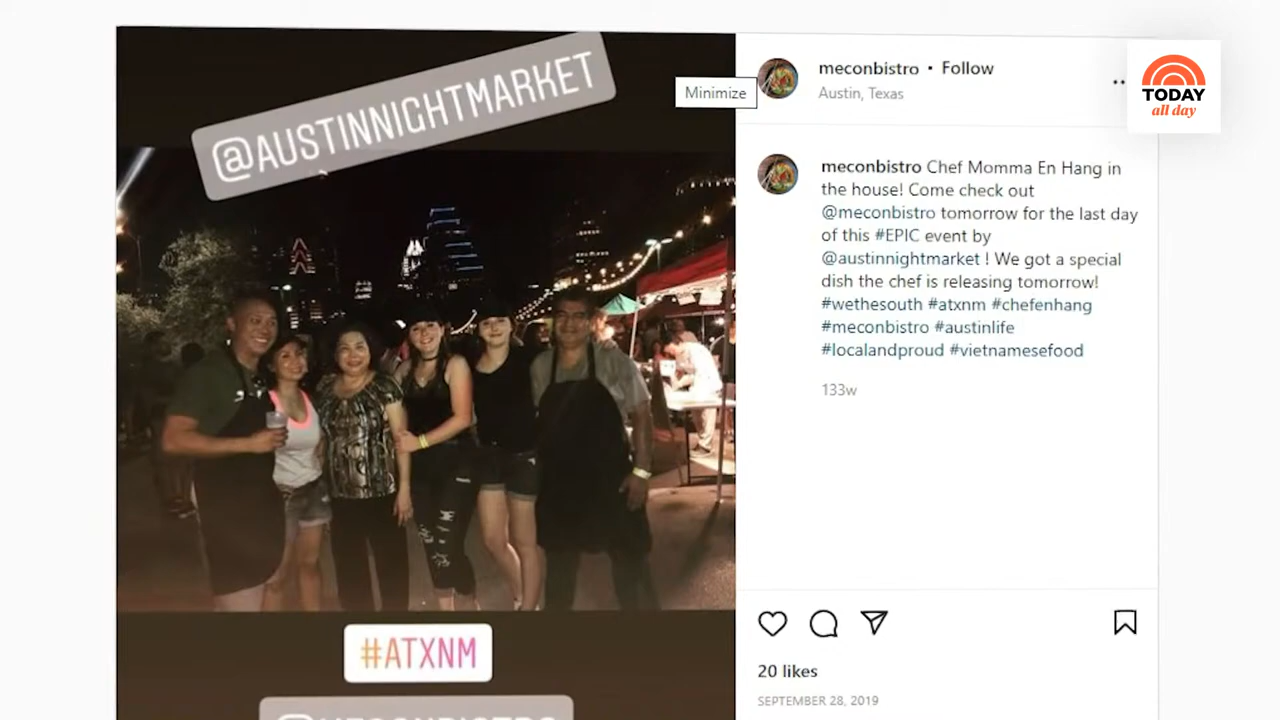 @AUSTINNIGHTMARKET
#ATXNM
Minimize
meconbistro • Follow
Austin, Texas
TODAY
all day
meconbistro Chef Momma En Hang in
the house! Come check out
@meconbistro tomorrow for the last day
of this #EPIC event by
@austinnightmarket ! We got a special
dish the chef is releasing tomorrow!
#wethesouth #atxnm #chefenhang
#meconbistro #austinlife
#localandproud #vietnamesefood
133w
20 likes
SEPTEMBER 28, 2019